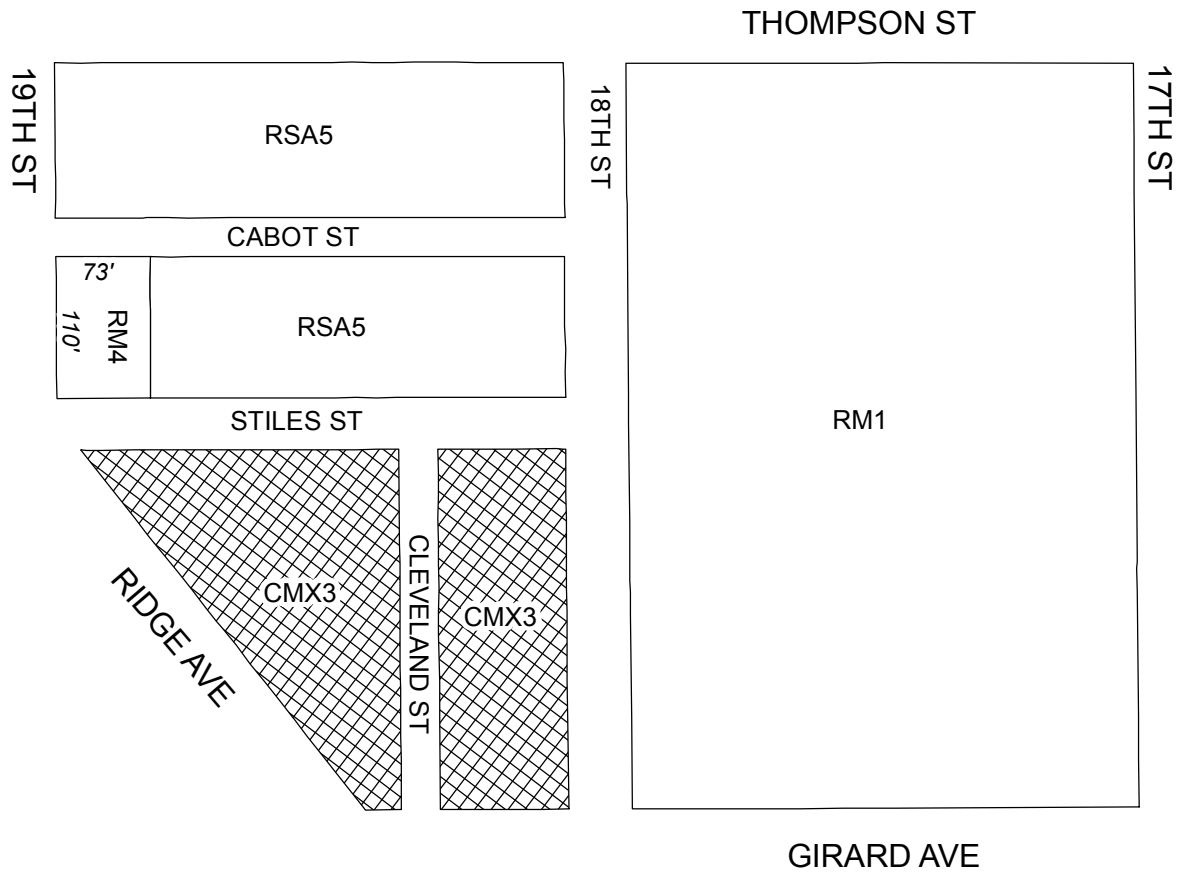 THOMPSON ST
19TH ST
RSA5
18TH ST
17TH ST
CABOT ST
73'
110'
RM4
RSA5
STILES ST
RM1
RIDGE AVE
CMX3
CLEVELAND ST
CMX3
GIRARD AVE